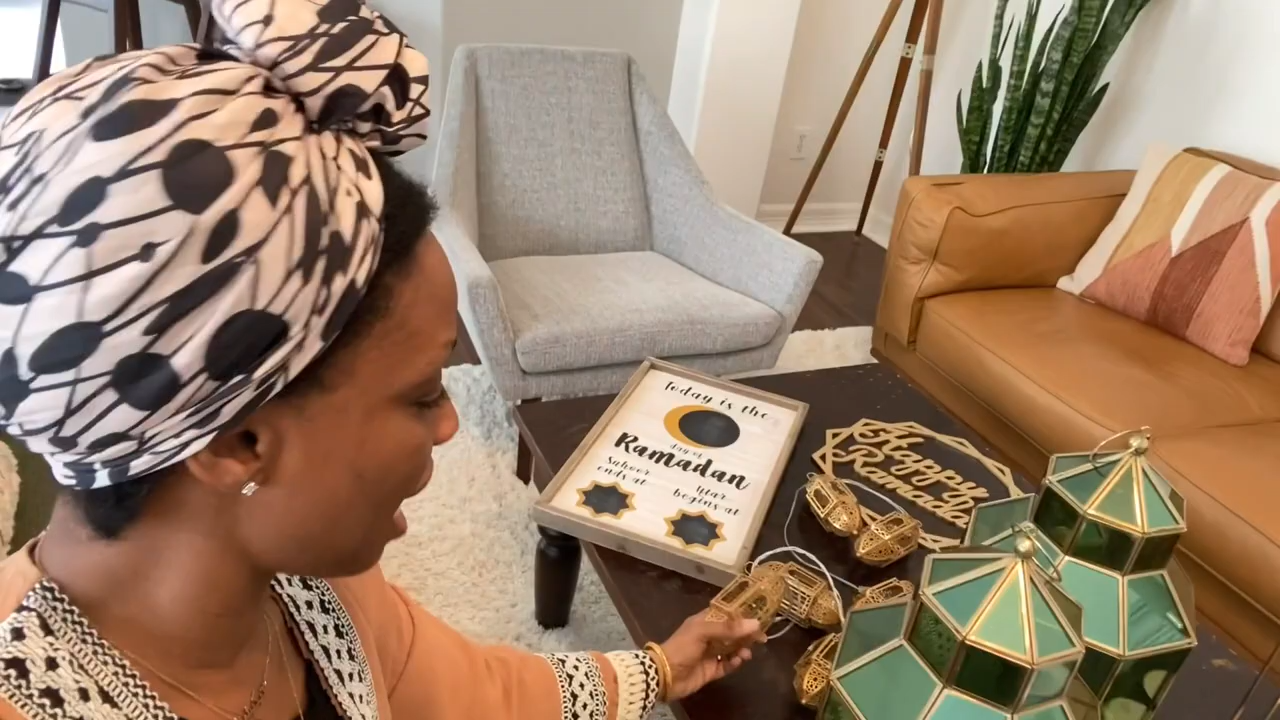 Today is the
day of
Ramadan
Suhoor
ends at
Iftar
begins at
Happy
Ramadan